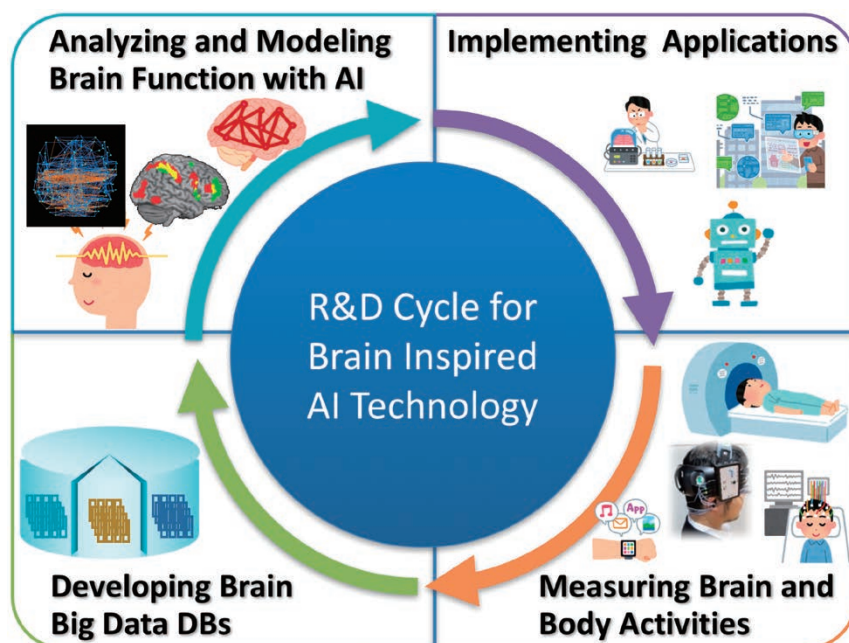 Analyzing and Modeling
Brain Function with AI
Implementing Applications
R&D Cycle for
Brain Inspired
AI Technology
App
Developing Brain
Big Data DBs
Measuring Brain and
Body Activities